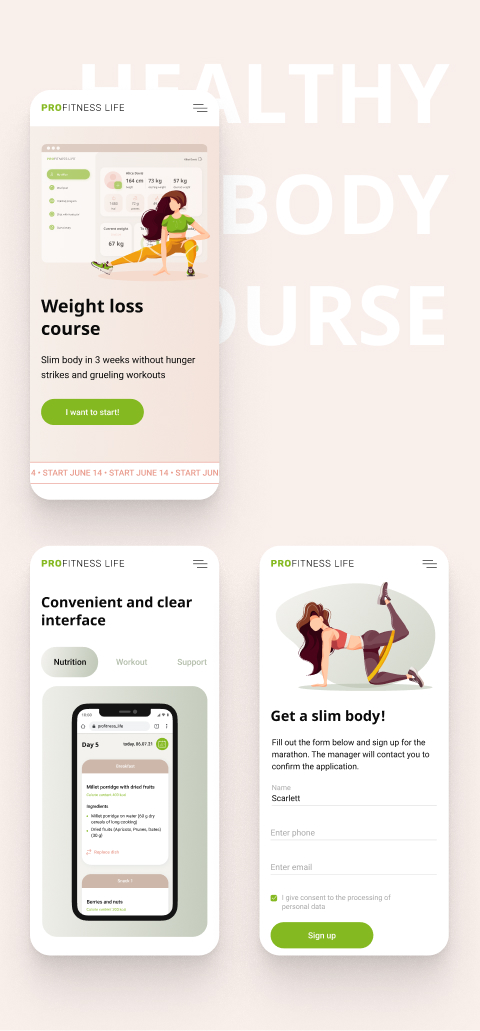 HEALTHY
BODY
COURSE
PROFITNESS LIFE
PROFITNESS LIFE
Alica David
164 cm
73 kg
57 kg
Current weight
67 kg
Weight loss
course
Slim body in 3 weeks without hunger
strikes and grueling workouts
I want to start!
4 • START JUNE 14 • START JUNE 14 • START JUN
PROFITNESS LIFE
Convenient and clear
interface
Nutrition
Workout
Support
profitness_life
Day 5
today, 06.07.21
Breakfast
Millet porridge with dried fruits
Ingredients
Millet porridge on water (60 g dry
cereals of long cooking)
Dried fruits (Apricots, Prunes, Dates)
(30 g)
Replace dish
Snack 1
Berries and nuts
PROFITNESS LIFE
Get a slim body!
Fill out the form below and sign up for the
marathon. The manager will contact you to
confirm the application.
Name
Scarlett
Enter phone
Enter email
I give consent to the processing of
personal data
Sign up